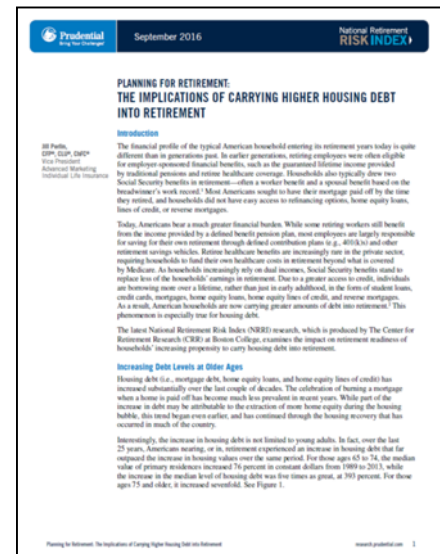 Prudential
Bring Your Challenges
September 2016
National Retirement
RISK INDEX
PLANNING FOR RETIREMENT:
THE IMPLICATIONS OF CARRYING HIGHER HOUSING DEBT
INTO RETIREMENT
Introduction
Vice President
Advanced Marketing
Individual Life Insurance
The financial profile of the typical American household entering its retirement years today is quite
different than in generations past. In earlier generations, retiring employees were often eligible
for employer-sponsored financial benefits, such as the guaranteed lifetime income provided
by traditional pensions and retiree healthcare coverage. Households also typically drew two
Social Security benefits in retirement—often a worker benefit and a spousal benefit based on the
breadwinner's work record.¹ Most Americans sought to have their mortgage paid off by the time
they retired, and households did not have easy access to refinancing options, home equity loans,
lines of credit, or reverse mortgages.
Today, Americans bear a much greater financial burden. While some retiring workers still benefit
from the income provided by a defined benefit pension plan, most employees are largely responsible
for saving for their own retirement through defined contribution plans (e.g., 401(k)s) and other
retirement savings vehicles. Retiree healthcare benefits are increasingly rare in the private sector,
requiring households to fund their own healthcare costs in retirement beyond what is covered
by Medicare. As households increasingly rely on dual incomes, Social Security benefits stand to
replace less of the households' earnings in retirement. Due to a greater access to credit, individuals
are borrowing more over a lifetime, rather than just in early adulthood, in the form of student loans,
credit cards, mortgages, home equity loans, home equity lines of credit, and reverse mortgages.
As a result, American households are now carrying greater amounts of debt into retirement.² This
phenomenon is especially true for housing debt.
The latest National Retirement Risk Index (NRRI) research, which is produced by The Center for
Retirement Research (CRR) at Boston College, examines the impact on retirement readiness of
households' increasing propensity to carry housing debt into retirement.
Increasing Debt Levels at Older Ages
Housing debt (i.e., mortgage debt, home equity loans, and home equity lines of credit) has
increased substantially over the last couple of decades. The celebration of burning a mortgage
when a home is paid off has become much less prevalent in recent years. While part of the
increase in debt may be attributable to the extraction of more home equity during the housing
bubble, this trend began even earlier, and has continued through the housing recovery that has
occurred in much of the country.
Interestingly, the increase in housing debt is not limited to young adults. In fact, over the last
25 years, Americans nearing, or in, retirement experienced an increase in housing debt that far
outpaced the increase in housing values over the same period. For those ages 65 to 74, the median
value of primary residences increased 76 percent in constant dollars from 1989 to 2013, while
the increase in the median level of housing debt was five times as great, at 393 percent. For those
ages 75 and older, it increased sevenfold. See Figure 1.
Planning for Retirement: The Implications of Carrying Higher Housing Debt into Retirement
research.prudential.com 1